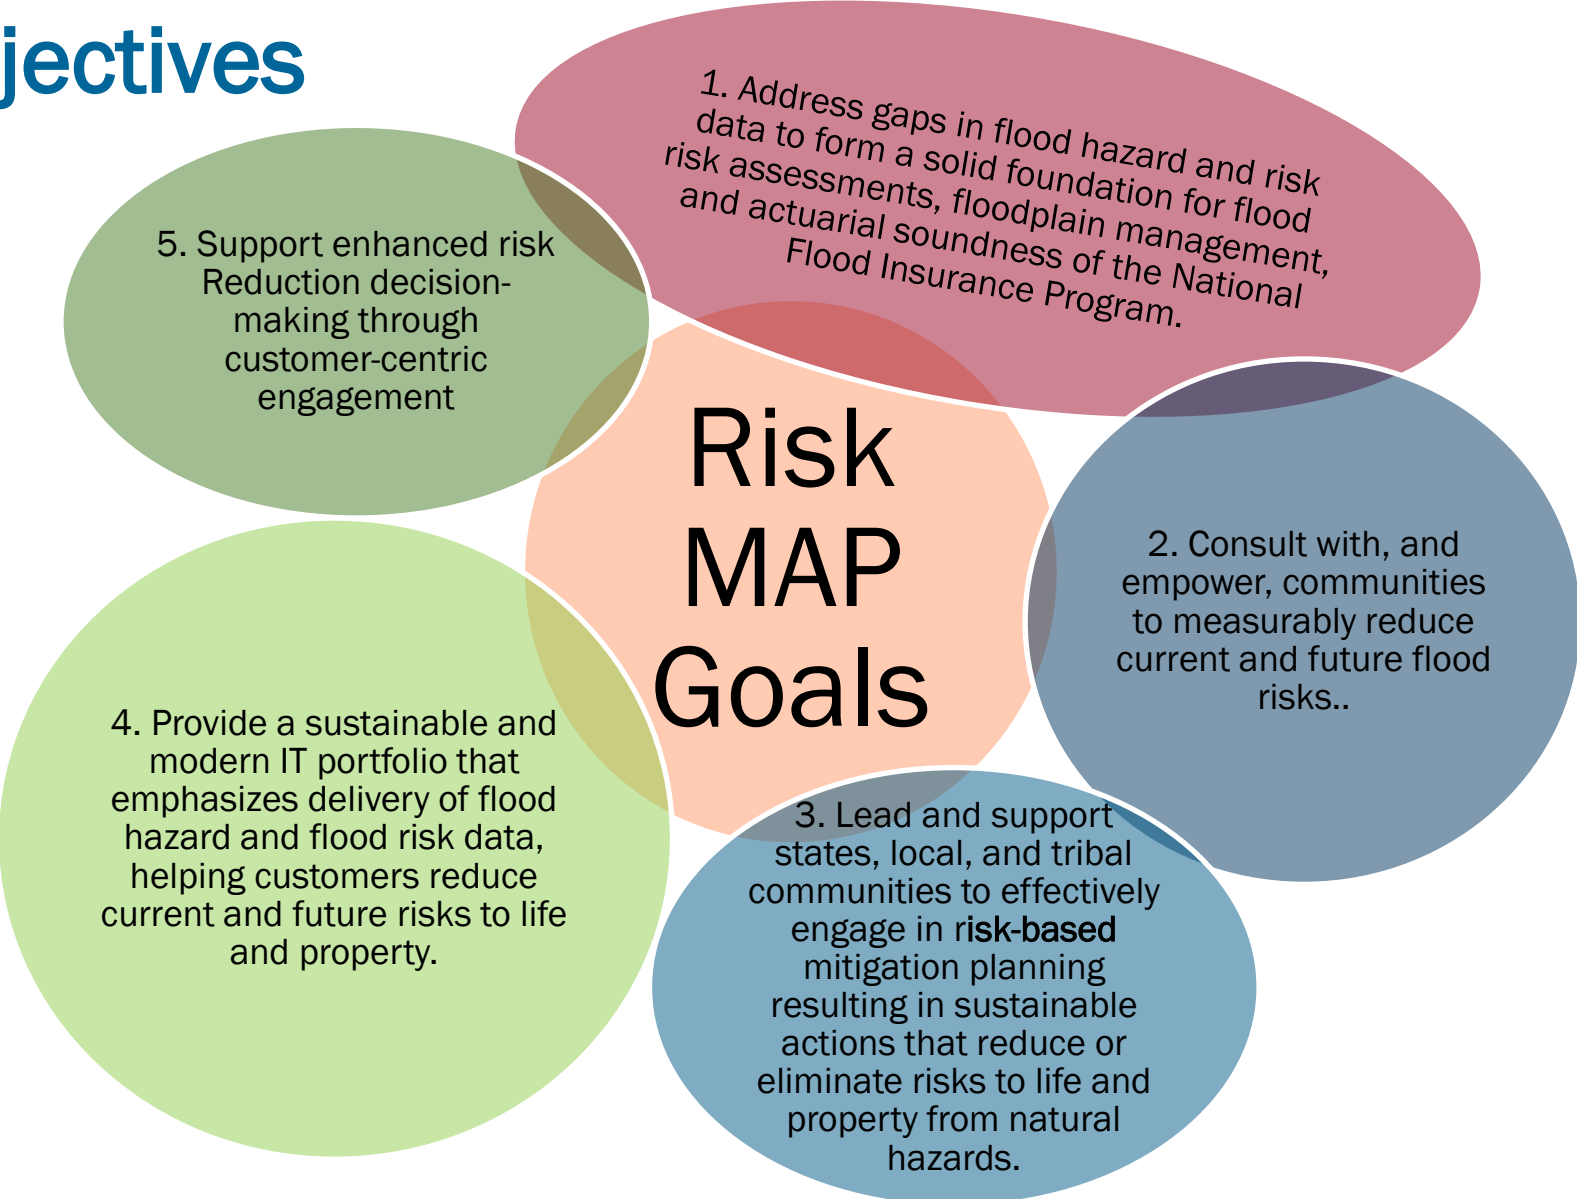 jectives
1. Address gaps in flood hazard and risk
data to form a solid foundation for flood
risk assessments, floodplain management,
and actuarial soundness of the National
Flood Insurance Program.
5. Support enhanced risk
Reduction decision-
making through
customer-centric
engagement
Risk
MAP
Goals
2. Consult with, and
empower, communities
to measurably reduce
current and future flood
risks..
4. Provide a sustainable and
modern IT portfolio that
emphasizes delivery of flood
hazard and flood risk data,
helping customers reduce
current and future risks to life
and property.
3. Lead and support
states, local, and tribal
communities to effectively
engage in risk-based
mitigation planning
resulting in sustainable
actions that reduce or
eliminate risks to life and
property from natural
hazards.